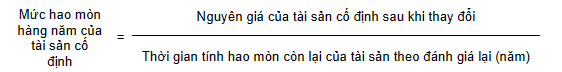 Mức hao mòn
hàng năm của
tài sản cố
định
=
Nguyên giá của tài sản cố định sau khi thay đổi
Thời gian tính hao mòn còn lại của tài sản theo đánh giá lại (năm)